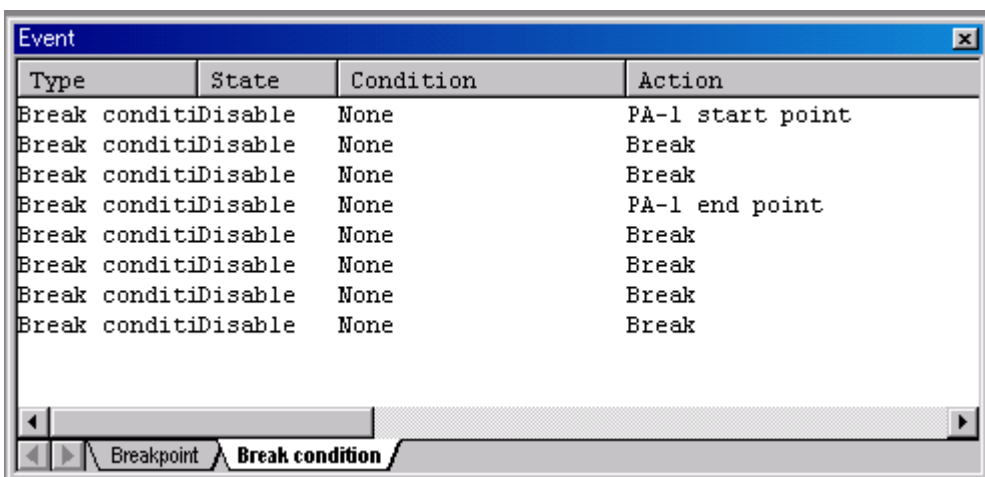 Event
Type State Condition Action
Break conditiDisable None PA-1 start point
Break conditiDisable None Break
Break conditiDisable None Break
Break conditiDisable None PA-1 end point
Break conditiDisable None Break
Break conditiDisable None Break
Break conditiDisable None Break
Break conditiDisable None Break
Breakpoint Break condition